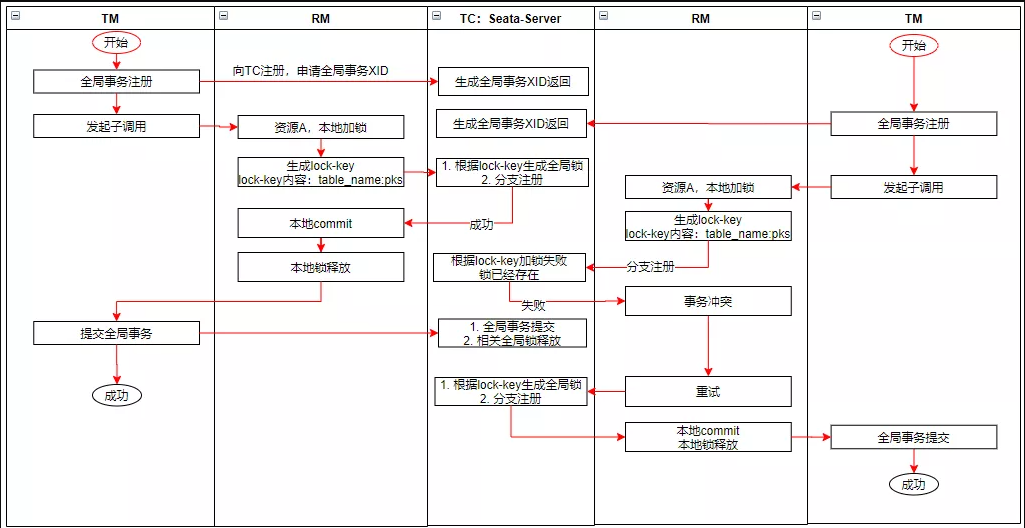 TM
RM
TC：Seata-Server
RM
TM
开始
开始
全局事务注册
向TC注册，申请全局事务XID
生成全局事务XID返回
发起子调用
资源A，本地加锁
生成全局事务XID返回
全局事务注册
生成lock-key
lock-key内容：table_name:pks
1. 根据lock-key生成全局锁
2. 分支注册
资源A，本地加锁
发起子调用
本地commit
成功
生成lock-key
lock-key内容：table_name:pks
本地锁释放
根据lock-key加锁失败
锁已经存在
分支注册
失败
事务冲突
提交全局事务
1. 全局事务提交
2. 相关全局锁释放
成功
1. 根据lock-key生成全局锁
2. 分支注册
重试
本地commit
本地锁释放
全局事务提交
成功